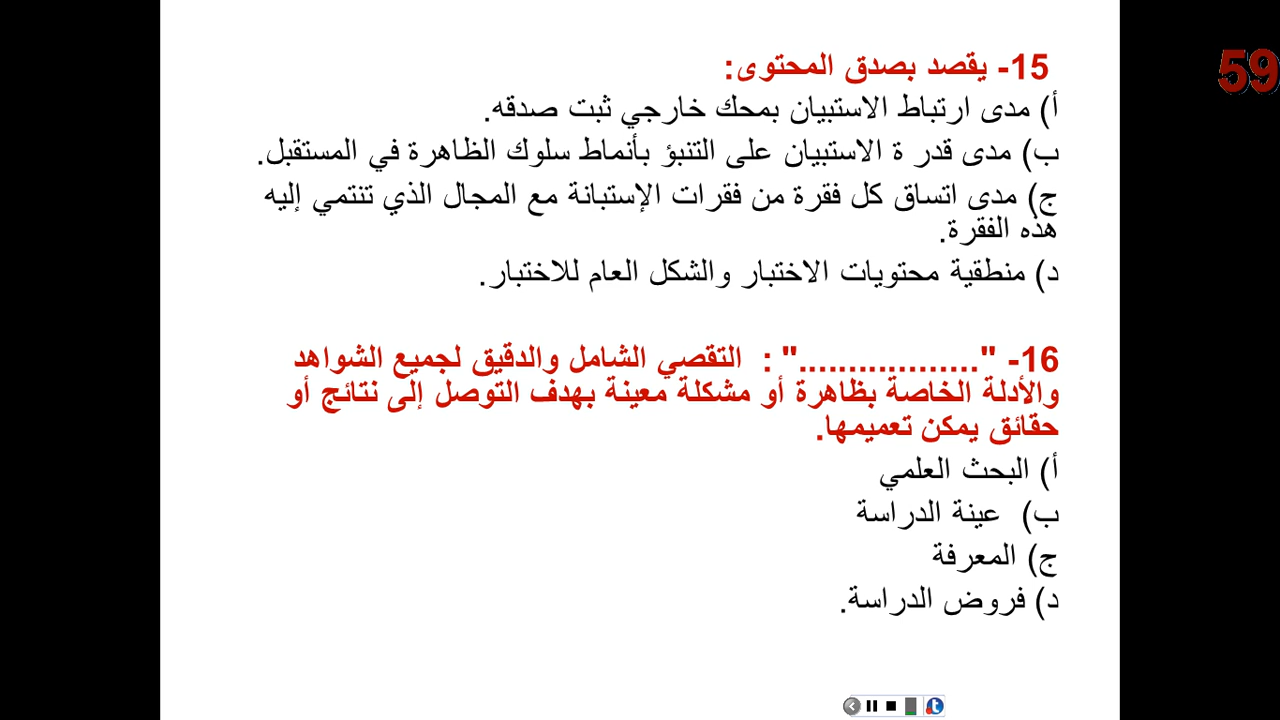 15- يقصد بصدق المحتوى:
أ) مدى ارتباط الاستبيان بمحك خارجي ثبت صدقه.
ب) مدى قدر ة الاستبيان على التنبؤ بأنماط سلوك الظاهرة في المستقبل.
ج) مدى اتساق كل فقرة من فقرات الإستبانة مع المجال الذي تنتمي إليه
هذه الفقرة.
د) منطقية محتويات الاختبار والشكل العام للاختبار.
16- "..................": التقصي الشامل والدقيق لجميع الشواهد
والأدلة الخاصة بظاهرة أو مشكلة معينة بهدف التوصل إلى نتائج أو
حقائق يمكن تعميمها.
أ) البحث العلمي
ب) عينة الدراسة
ج) المعرفة
د) فروض الدراسة.
59